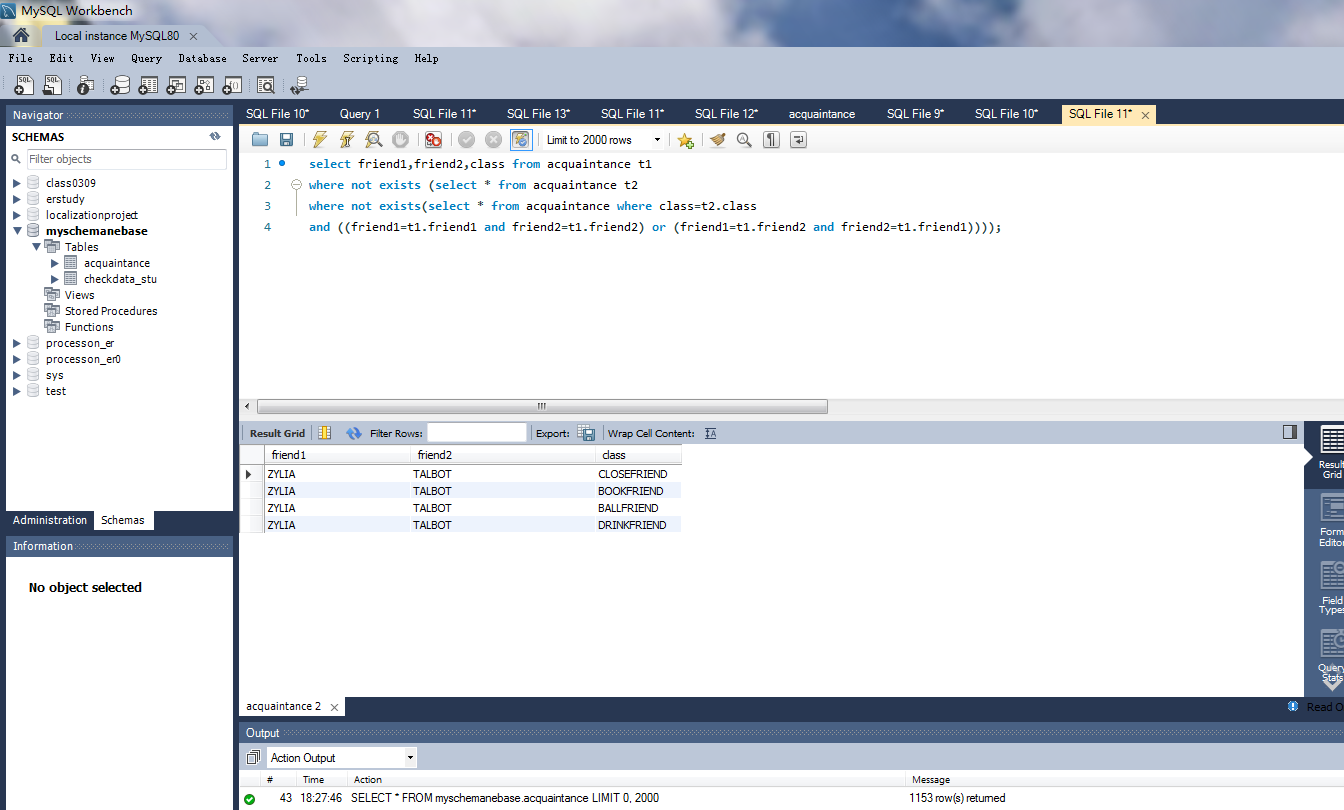 MySQL Workbench
Local instance MySQL80
File Edit View Query Database Server Tools Scripting Help
Navigator
SCHEMAS
Filter objects
class0309
erstudy
localizationproject
myschemanebase
Tables
acquaintance
checkdata_stu
Views
Stored Procedures
Functions
processon_er
processon_er0
sys
test
Administration Schemas
Information
No object selected
SQL File 10* Query 1 SQL File 11* SQL File 13* SQL File 11* SQL File 12* acquaintance SQL File 9* SQL File 10* SQL File 11*
Limit to 2000 rows
1 select friend1,friend2,class from acquaintance t1
2 where not exists (select * from acquaintance t2
3 where not exists(select * from acquaintance where class=t2.class
4 and ((friend1=t1.friend1 and friend2=t1.friend2) or (friend1=t1.friend2 and friend2=t1.friend1))));
Result Grid Filter Rows: Export: Wrap Cell Content:
friend1 friend2 class
ZYLIA TALBOT CLOSEFRIEND
ZYLIA TALBOT BOOKFRIEND
ZYLIA TALBOT BALLFRIEND
ZYLIA TALBOT DRINKFRIEND
Result
Grid
Form
Editor
Field
Types
Query
Stats
acquaintance 2
Read O
Output
Action Output
# Time Action Message
43 18:27:46 SELECT * FROM myschemanebase.acquaintance LIMIT 0, 2000 1153 row(s) returned